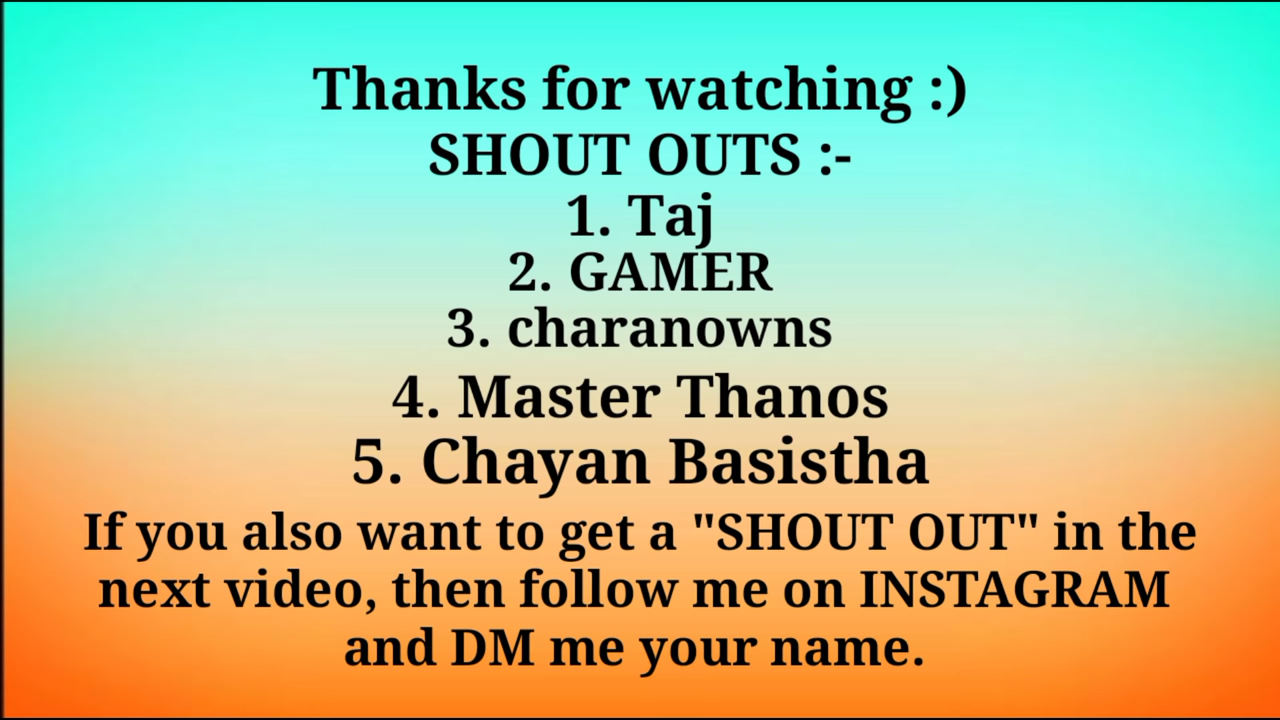 Thanks for watching :)
SHOUT OUTS :-
1. Taj
2. GAMER
3. charanowns
4. Master Thanos
5. Chayan Basistha
If you also want to get a "SHOUT OUT" in the
next video, then follow me on INSTAGRAM
and DM me your name.